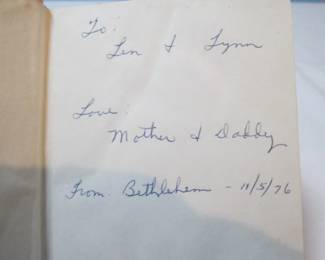 To:
Len & Lynn
Love:
Mother & Daddy
From Bethlehem - 11/5/76